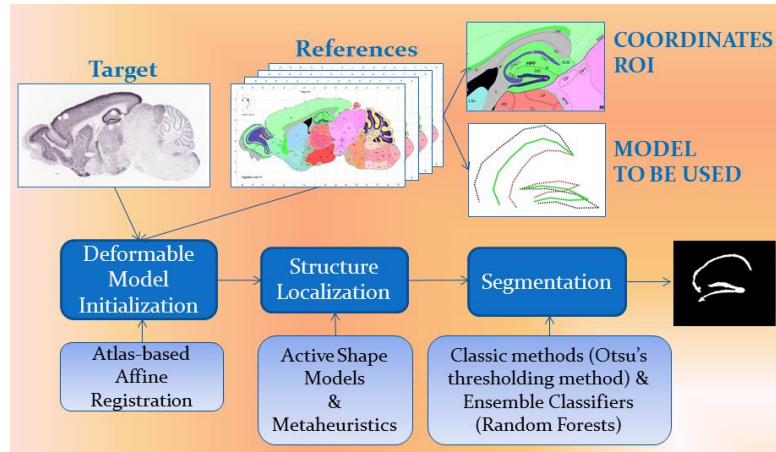 Target
References
COORDINATES
ROI
HPF
MODEL
TO BE USED
Deformable
Model
Initialization
Structure
Localization
Segmentation
Atlas-based
Affine
Registration
Active Shape
Models
&
Metaheuristics
Classic methods (Otsu's
thresholding method) &
Ensemble Classifiers
(Random Forests)